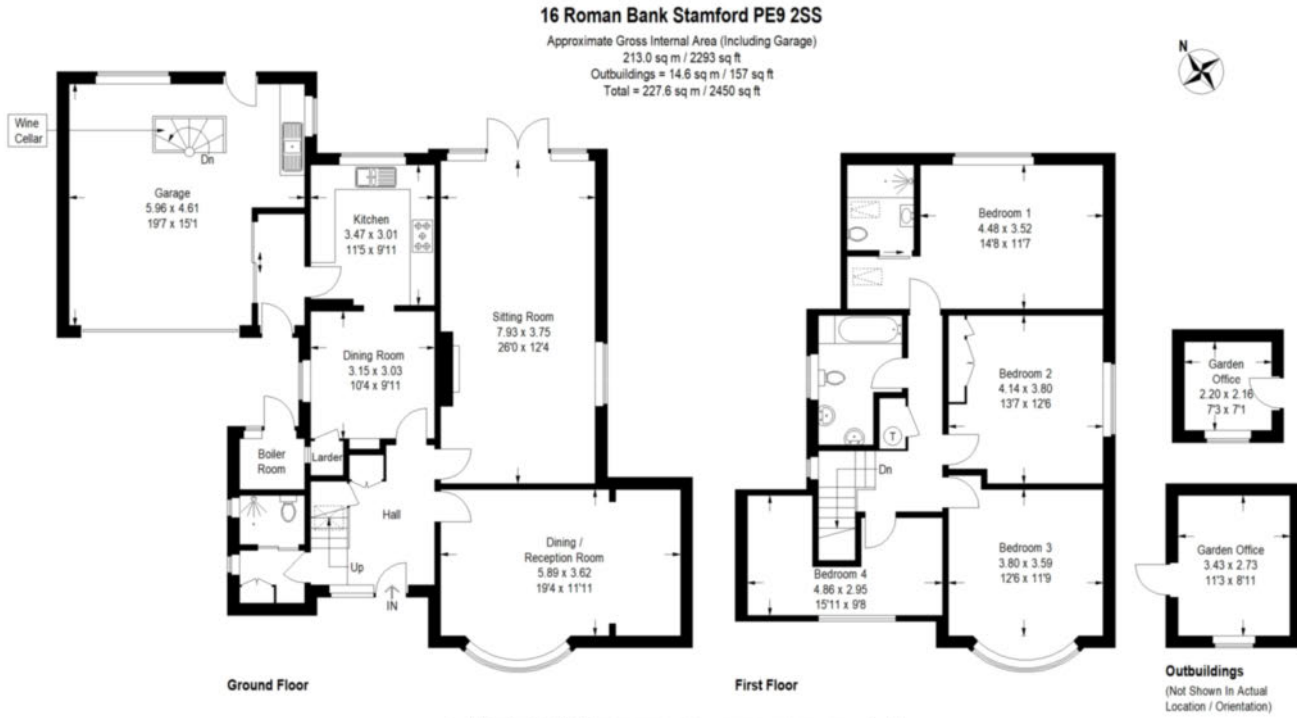 16 Roman Bank Stamford PE9 2SS
Approximate Gross Internal Area (Including Garage)
213.0 sq m / 2293 sq ft
Outbuildings = 14.6 sq m / 157 sq ft
Total = 227.6 sq m / 2450 sq ft
N
Wine
Cellar
Dn
Garage
5.96 x 4.61
19'7 x 15'1
Kitchen
3.47 x 3.01
11'5 x 9'11
Sitting Room
7.93 x 3.75
26'0 x 12'4
Dining Room
3.15 x 3.03
10'4 x 9'11
Boiler
Room
Larder
Hall
Up
IN
Dining /
Reception Room
5.89 x 3.62
19'4 x 11'11
Ground Floor
Bedroom 1
4.48 x 3.52
14'8 x 11'7
Bedroom 2
4.14 x 3.80
13'7 x 12'6
T
Dn
Bedroom 3
3.80 x 3.59
12'6 x 11'9
Bedroom 4
4.86 x 2.95
15'11 x 9'8
First Floor
Garden
Office
2.20 x 2.16
7'3 x 7'1
Garden Office
3.43 x 2.73
11'3 x 8'11
Outbuildings
(Not Shown In Actual
Location / Orientation)